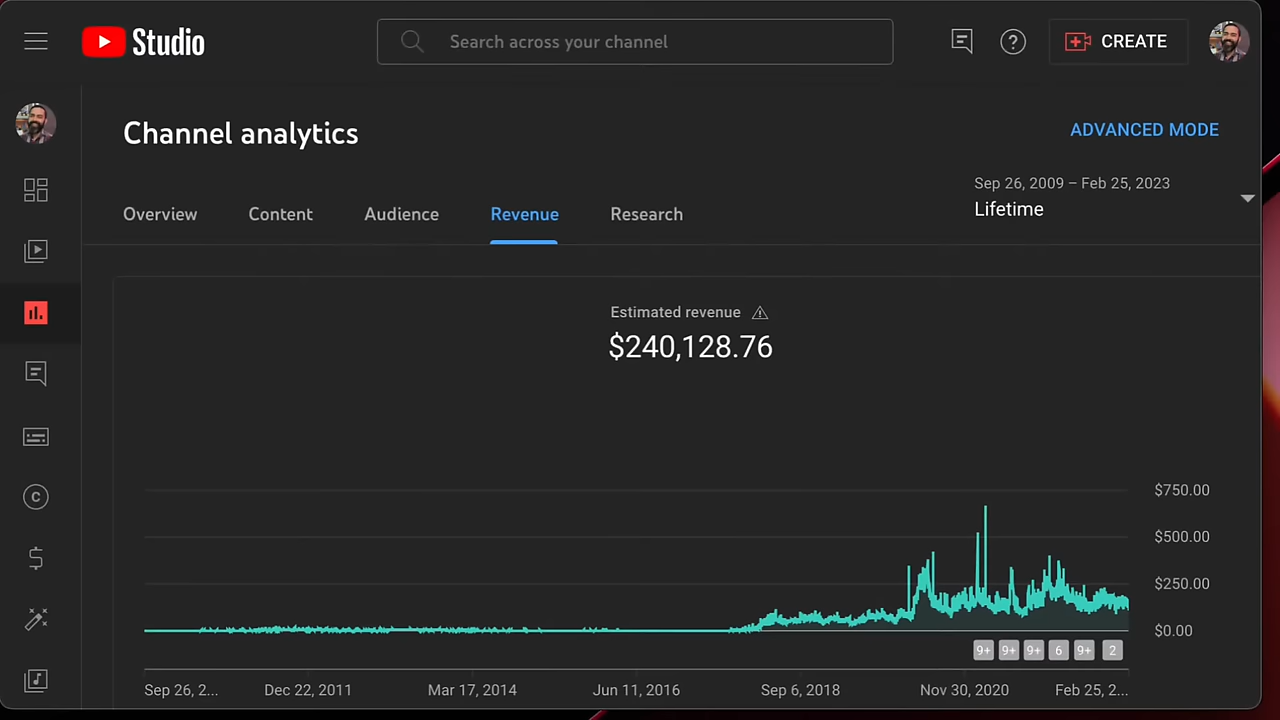 Studio
Search across your channel
CREATE
Channel analytics
ADVANCED MODE
Sep 26, 2009 – Feb 25, 2023
Lifetime
Overview
Content
Audience
Revenue
Research
Estimated revenue
$240,128.76
$750.00
$500.00
$250.00
$0.00
9+ 9+ 9+ 6 9+ 2
Sep 26, 2... Dec 22, 2011 Mar 17, 2014 Jun 11, 2016 Sep 6, 2018 Nov 30, 2020 Feb 25, 2...